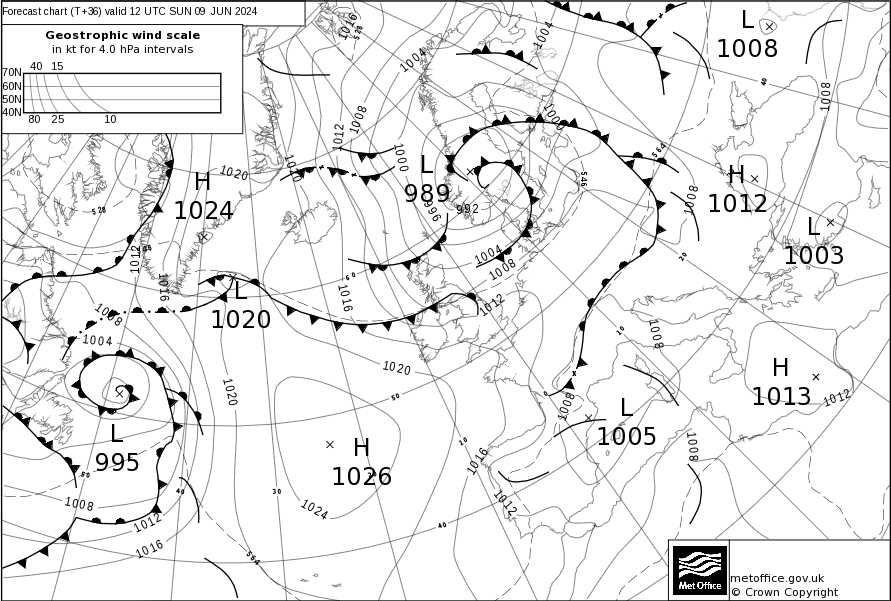 Forecast chart (T+36) valid 12 UTC SUN 09 JUN 2024
Geostrophic wind scale
in kt for 4.0 hPa intervals
40 15
70N
60N
50N
40N
80 25 10
1016
528
1004
1004
L
1008
40
1008
1008
1012
1000
1000
564
H
1024
1020
1020
L
989
996
992
546
H
1012
1008
L
1003
528
1012
546
1016
60
1004
1008
1012
20
L
1020
1016
1008
1004
10
1008
1020
1020
50
H
1013
1012
0
1008
L
1005
L
995
50
H
1026
10
1016
1008
40
30
1024
1012
1008
1012
1016
40
564
Met Office
metoffice.gov.uk
© Crown Copyright